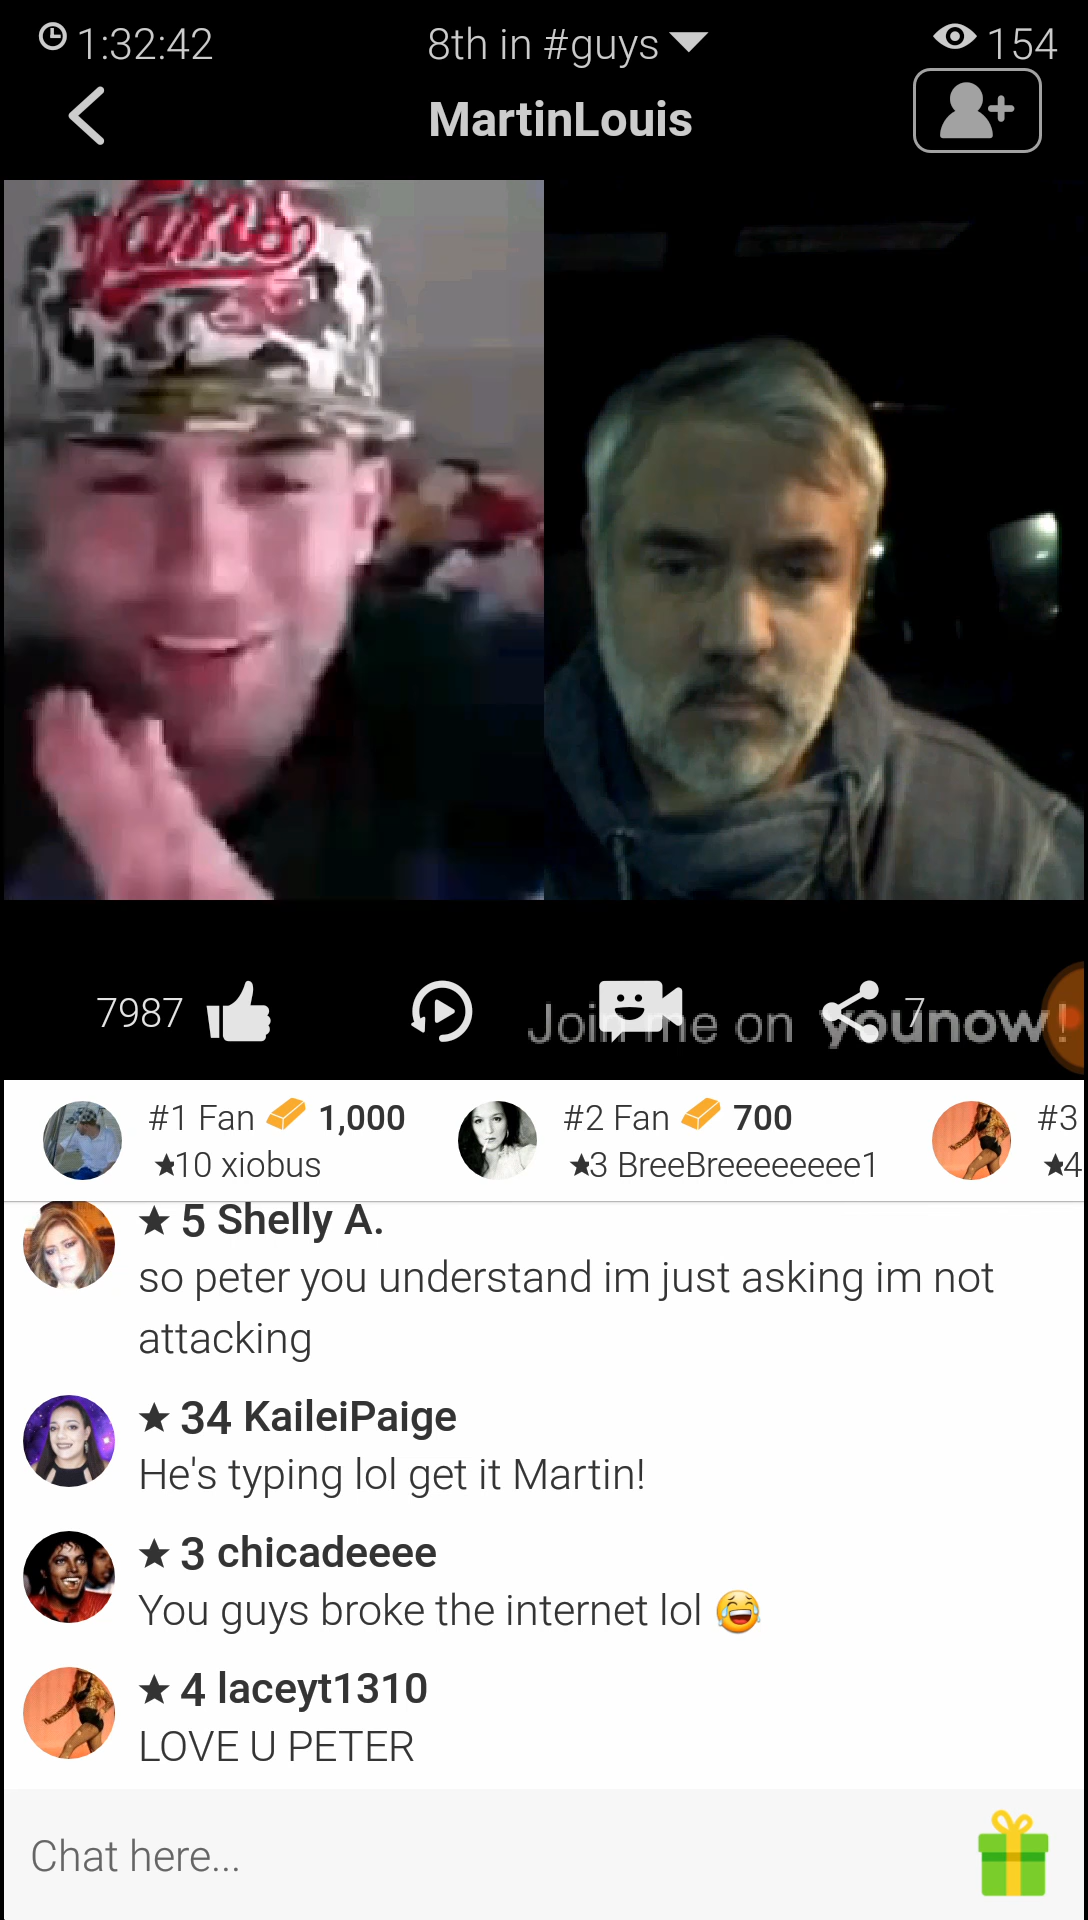 1:32:42
8th in #guys
154
MartinLouis
7987
Join me on younow!
7
#1 Fan 1,000
★10 xiobus
#2 Fan 700
★3 BreeBreeeeeeee1
#3
★4
★ 5 Shelly A.
so peter you understand im just asking im not
attacking
★ 34 KaileiPaige
He's typing lol get it Martin!
★ 3 chicadeeee
You guys broke the internet lol 😂
★ 4 laceyt1310
LOVE U PETER
Chat here...